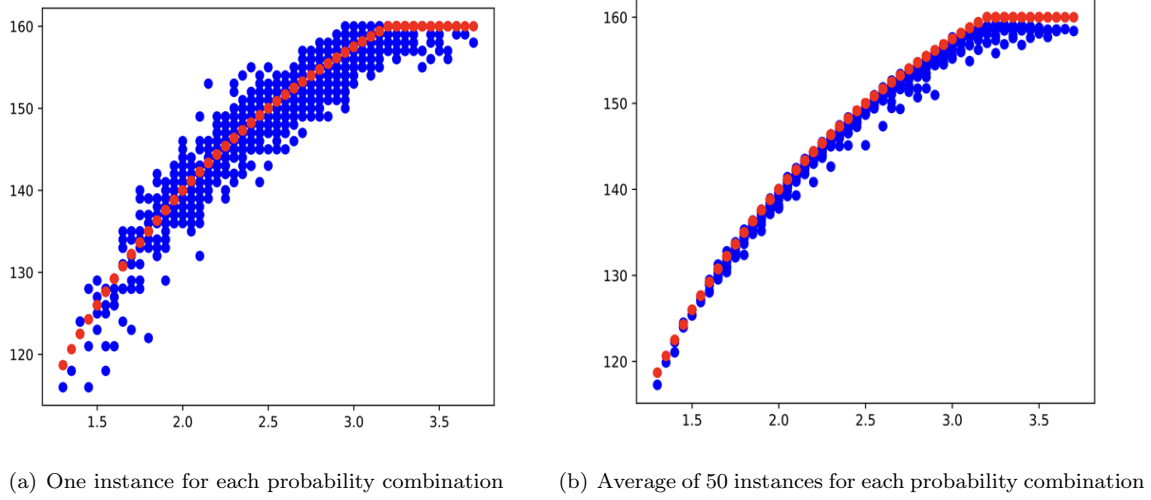 160
150
140
130
120
1.5 2.0 2.5 3.0 3.5
(a) One instance for each probability combination
160
150
140
130
120
1.5 2.0 2.5 3.0 3.5
(b) Average of 50 instances for each probability combination